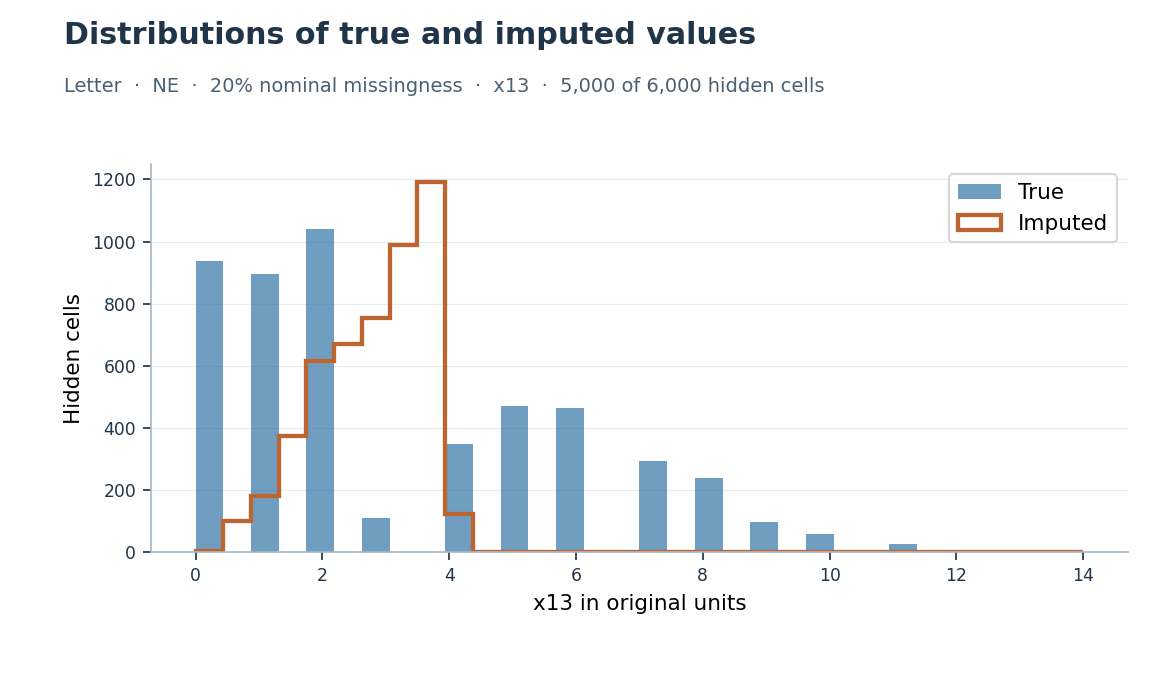 Distributions of true and imputed values
Letter · NE · 20% nominal missingness · x13 · 5,000 of 6,000 hidden cells
1200
1000
800
600
400
200
0
Hidden cells
True
Imputed
0 2 4 6 8 10 12 14
x13 in original units